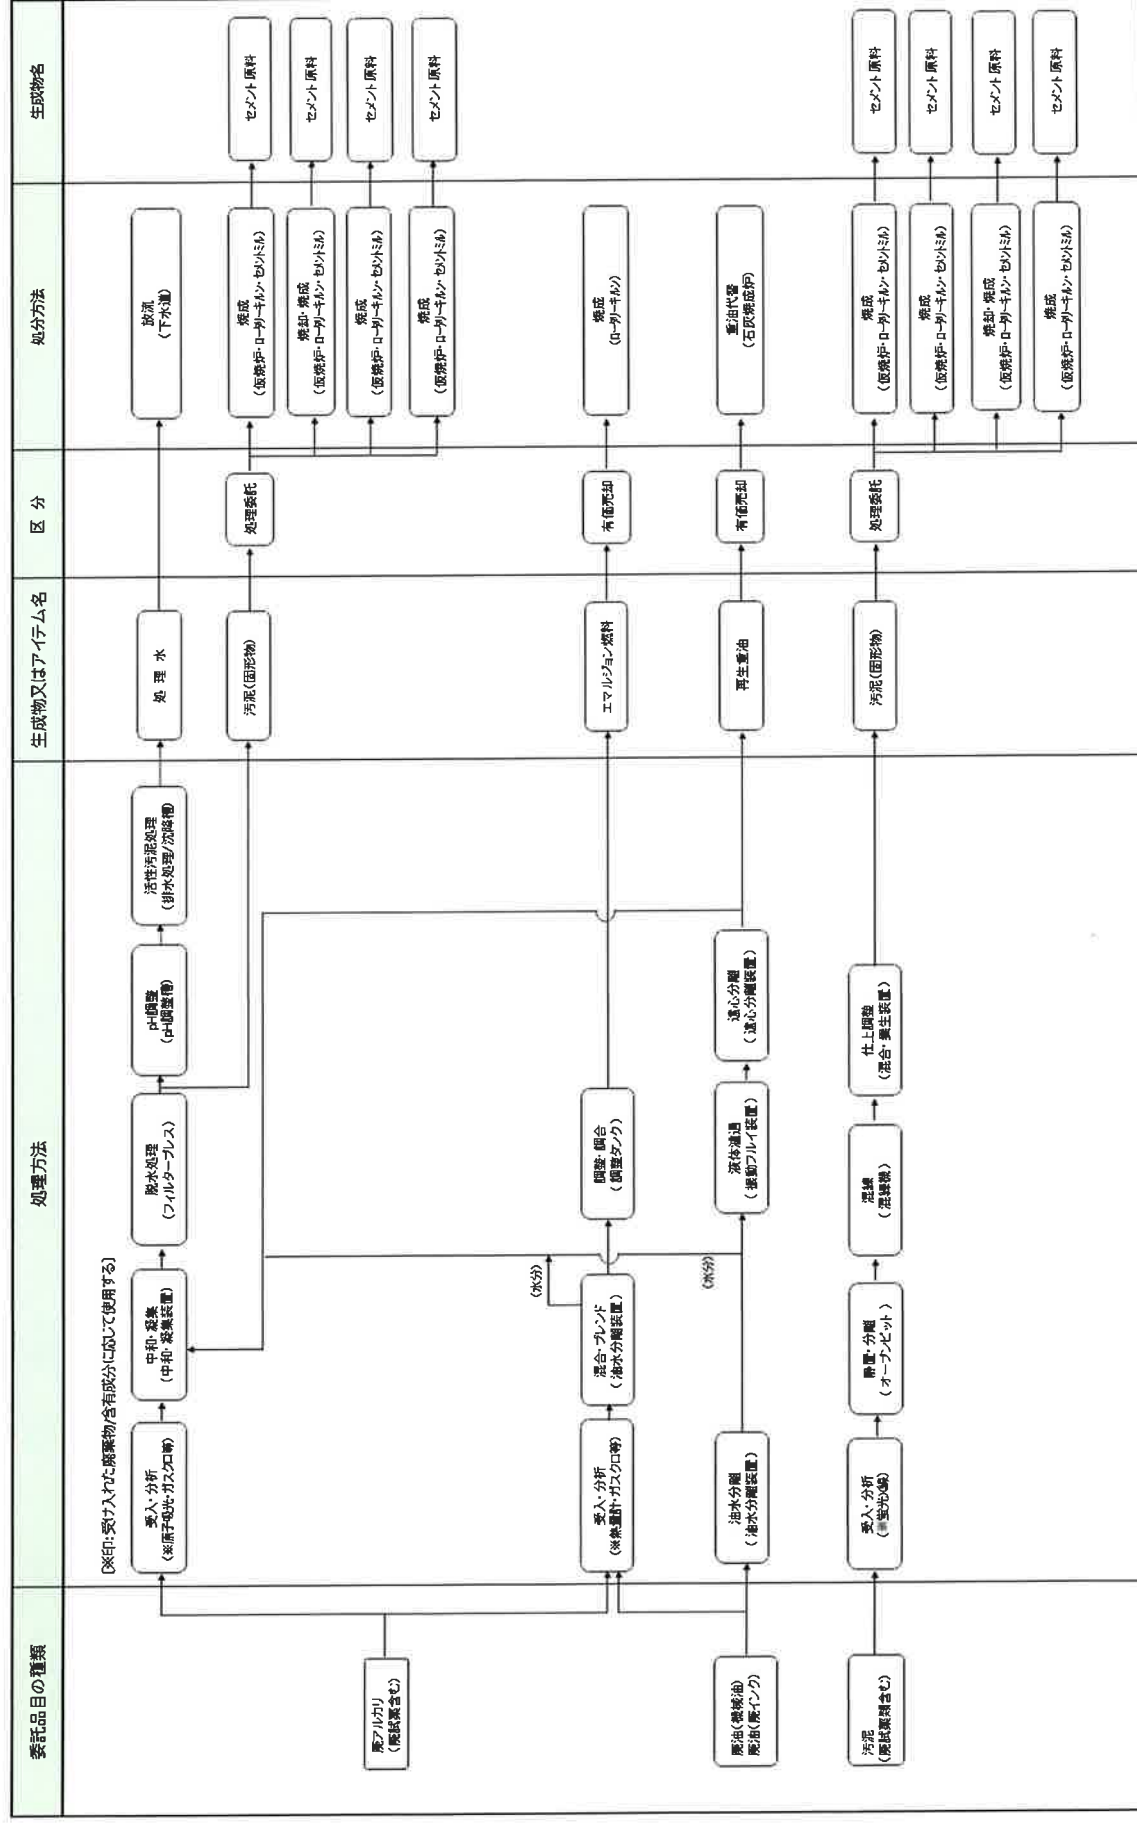 委託品目の種類
処理方法
生成物又はアイテム名
区 分
処分方法
生成物名
〔※印:受け入れた廃棄物/含有成分に応じて使用する〕
廃アルカリ
(廃試薬含む)
受入・分析
(※原子吸光・ガスクロ等)
中和・凝集
(中和・凝集装置)
脱水処理
(フィルタープレス)
pH調整
(pH調整槽)
活性汚泥処理
(排水処理/沈降槽)
処 理 水
放流
(下水道)
汚泥(固形物)
処理委託
焼成
(仮焼炉・ロータリーキルン・セメントミル)
セメント原料
焼却・焼成
(仮焼炉・ロータリーキルン・セメントミル)
セメント原料
焼成
(仮焼炉・ロータリーキルン・セメントミル)
セメント原料
焼成
(仮焼炉・ロータリーキルン・セメントミル)
セメント原料
受入・分析
(※熱量計・ガスクロ等)
混合・ブレンド
(油水分離装置)
(水分)
調整・調合
(調整タンク)
エマルジョン燃料
有価売却
焼成
(ロータリーキルン)
廃油(機械油)
廃油(廃インク)
油水分離
(油水分離装置)
(水分)
液体濾過
(振動フルイ装置)
遠心分離
(遠心分離装置)
再生重油
有価売却
重油代替
(石灰焼成炉)
汚泥
(廃試薬類含む)
受入・分析
(※蛍光X線)
静置・分離
(オープンピット)
混練
(混練機)
仕上調整
(混合・養生装置)
汚泥(固形物)
処理委託
焼成
(仮焼炉・ロータリーキルン・セメントミル)
セメント原料
焼成
(仮焼炉・ロータリーキルン・セメントミル)
セメント原料
焼却・焼成
(仮焼炉・ロータリーキルン・セメントミル)
セメント原料
焼成
(仮焼炉・ロータリーキルン・セメントミル)
セメント原料